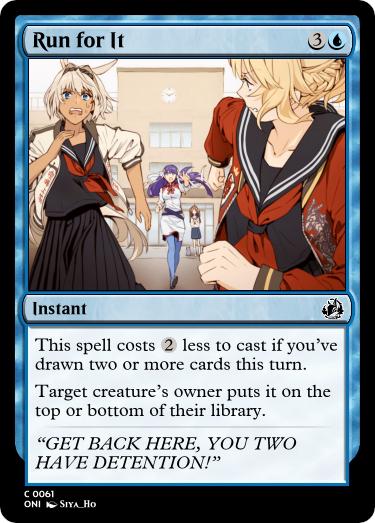 Run for It 3
Instant
This spell costs 2 less to cast if you've
drawn two or more cards this turn.
Target creature's owner puts it on the
top or bottom of their library.
“GET BACK HERE, YOU TWO
HAVE DETENTION!”
C 0061
ONI Siya_Ho